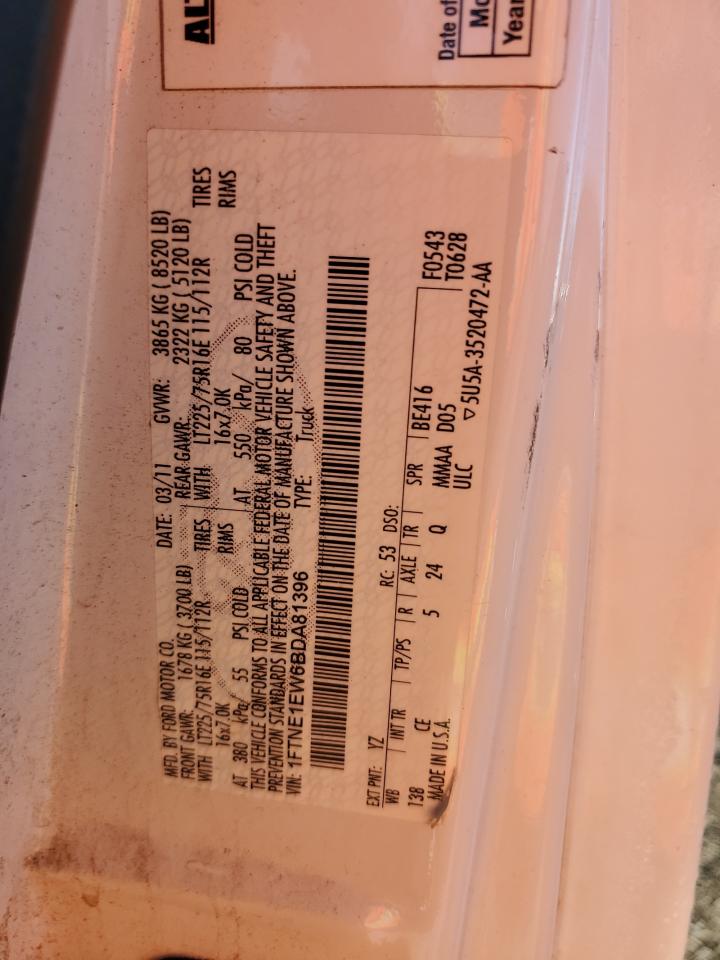 MFD. BY FORD MOTOR CO. DATE: 03/11 GVWR: 3865 KG ( 8520 LB)
FRONT GAWR: 1678 KG ( 3700 LB) REAR GAWR: 2322 KG ( 5120 LB)
WITH LT225/75R16E 115/112R TIRES WITH LT225/75R16E 115/112R TIRES
16x7.0K RIMS 16x7.0K RIMS
AT 380 kPa/ 55 PSI COLD AT 550 kPa/ 80 PSI COLD
THIS VEHICLE CONFORMS TO ALL APPLICABLE FEDERAL MOTOR VEHICLE SAFETY AND THEFT
PREVENTION STANDARDS IN EFFECT ON THE DATE OF MANUFACTURE SHOWN ABOVE.
VIN: 1FTNE1EW6BDA81396 TYPE: Truck
EXT PNT: YZ RC: 53 DSO:
WB INT TR TP/PS R AXLE TR SPR BE416 F0543
138 CE 5 24 Q MMAA D05 T0628
MADE IN U.S.A. ULC ▽5U5A-3520472-AA
Date of
Year